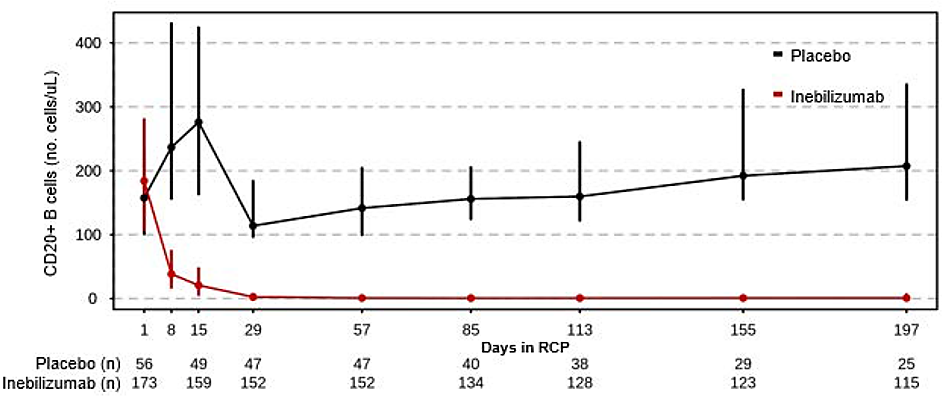 CD20+ B cells (no. cells/uL)
400
300
200
100
0
Placebo
Inebilizumab
1 8 15 29 57 85 113 155 197
Days in RCP
Placebo (n) 56 49 47 47 40 38 29 25
Inebilizumab (n) 173 159 152 152 134 128 123 115